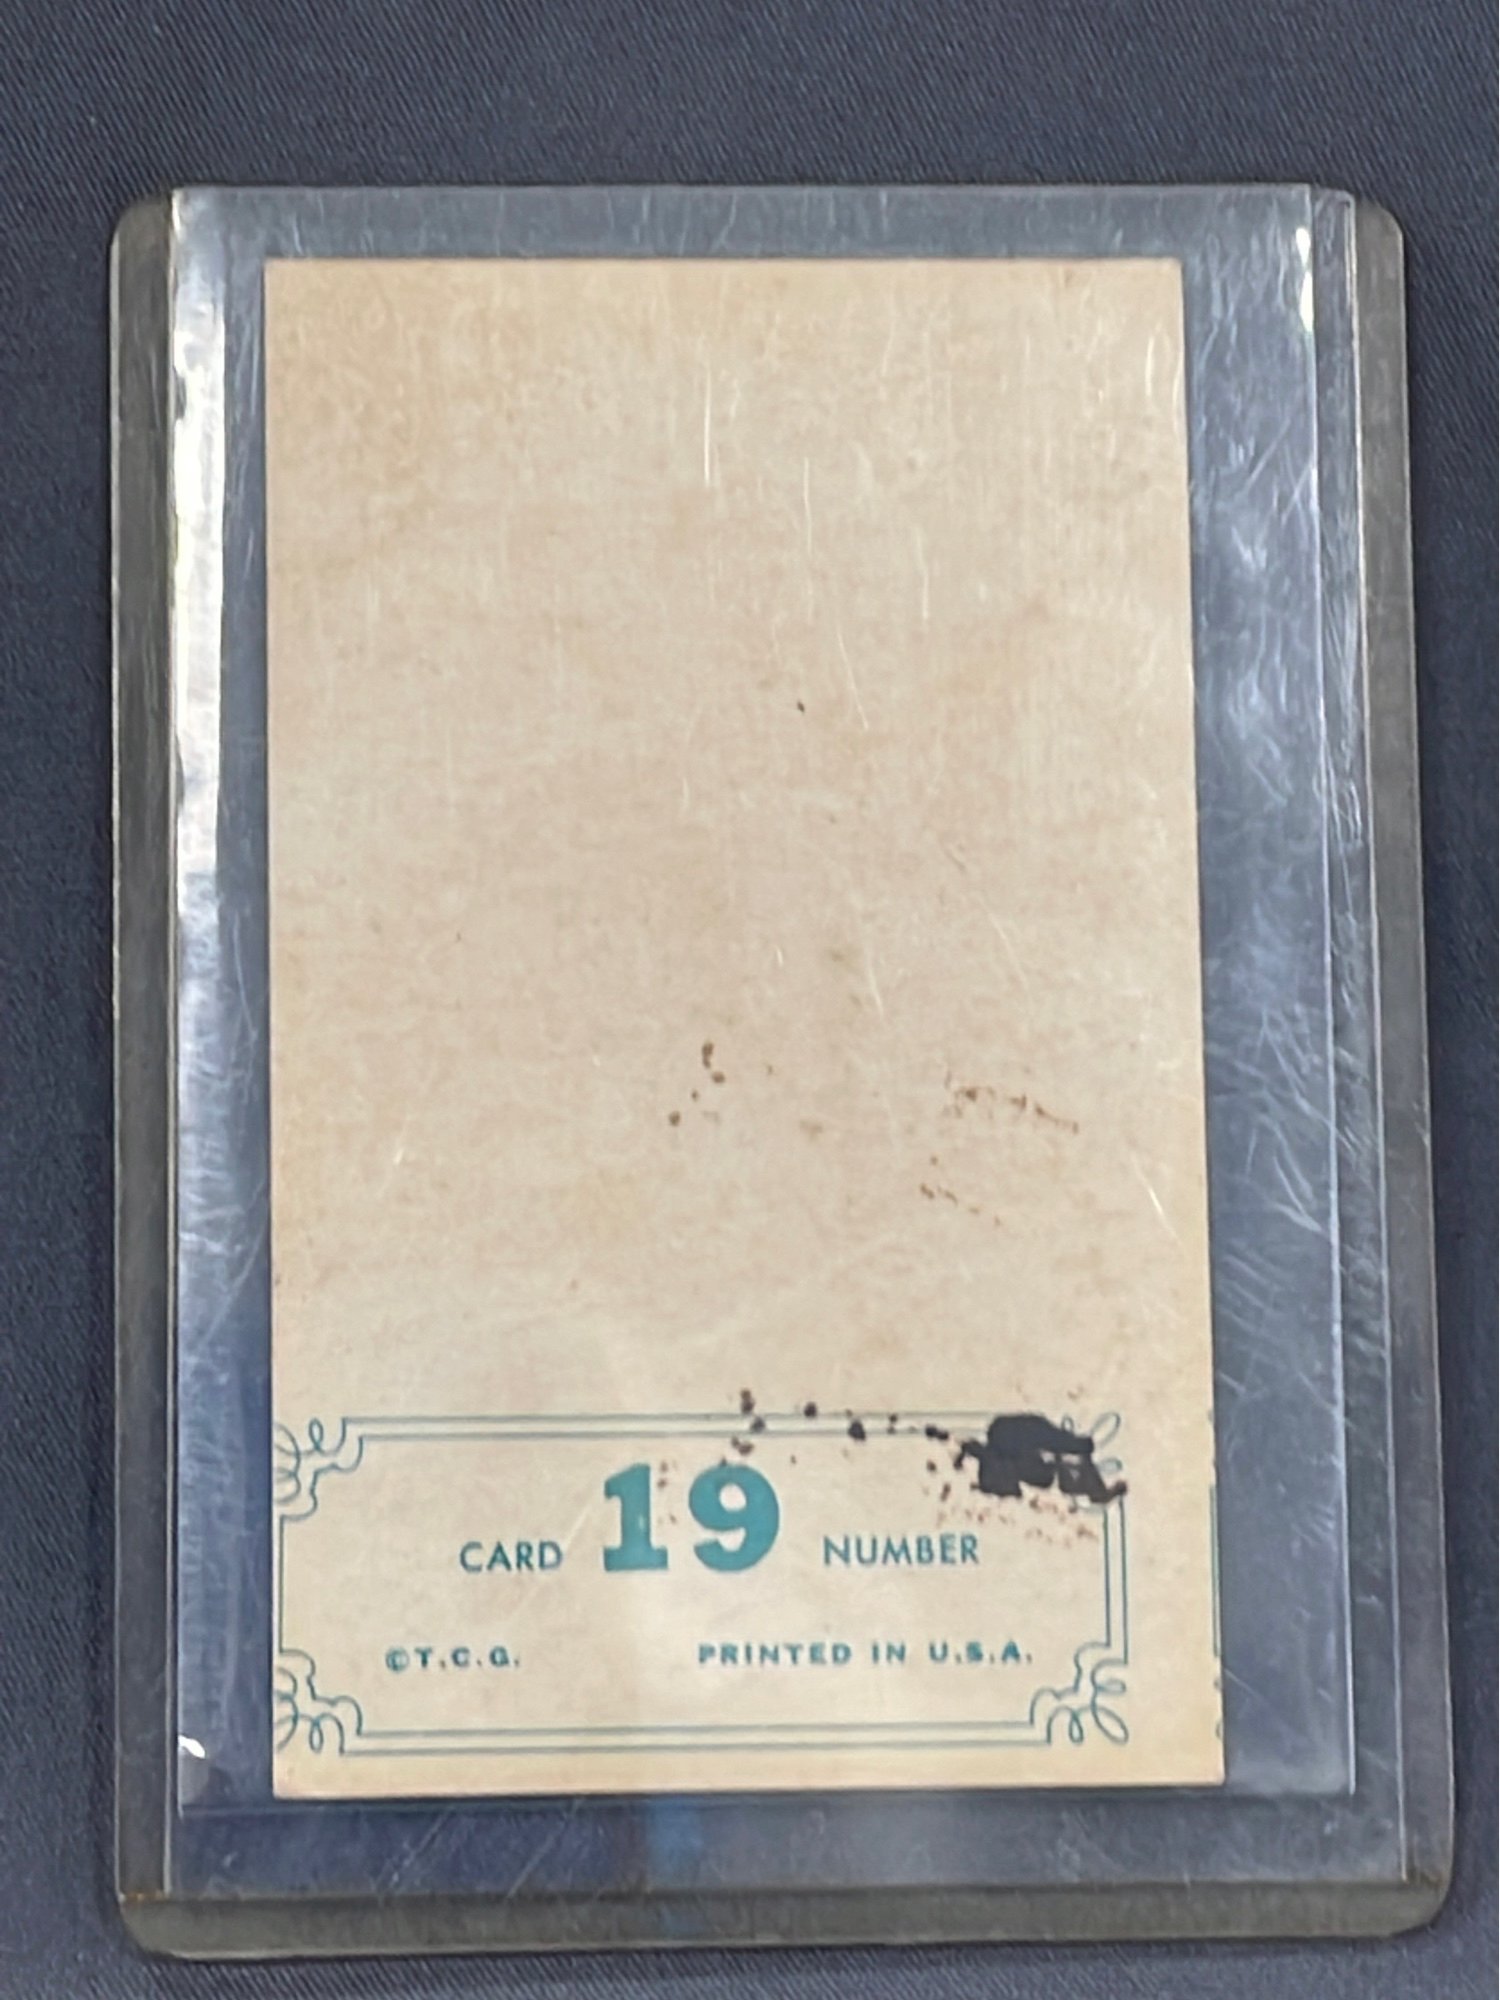 CARD 19 NUMBER
©T.C.G. PRINTED IN U.S.A.